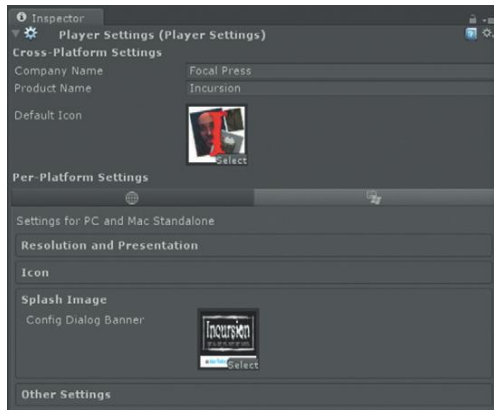 Inspector
Player Settings (Player Settings)
Cross-Platform Settings
Company Name Focal Press
Product Name Incursion
Default Icon
I
Select
Per-Platform Settings
Settings for PC and Mac Standalone
Resolution and Presentation
Icon
Splash Image
Config Dialog Banner
Incursion
Select
Other Settings